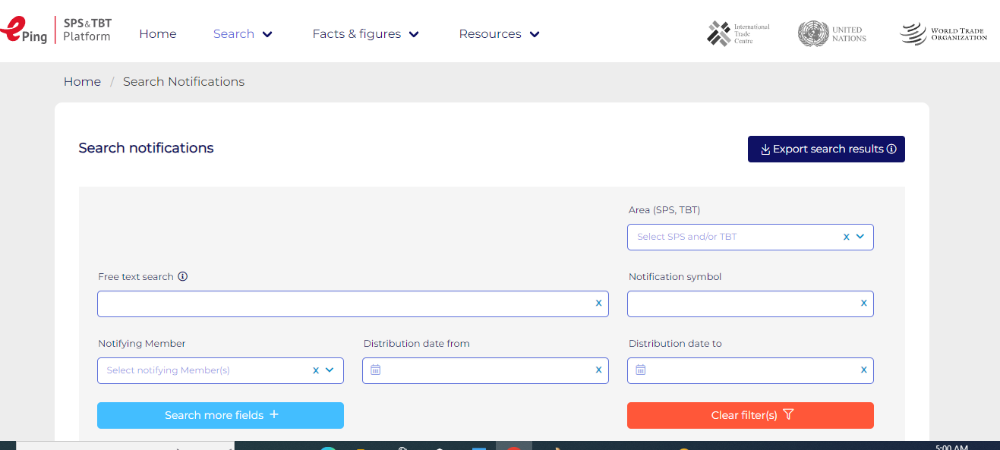 ePing
SPS & TBT
Platform
Home
Search
Facts & figures
Resources
International
Trade
Centre
UNITED
NATIONS
WORLD TRADE
ORGANIZATION
Home / Search Notifications
Search notifications
Export search results
Area (SPS, TBT)
Select SPS and/or TBT x
Free text search
Notification symbol
x
x
Notifying Member
Distribution date from
Distribution date to
Select notifying Member(s) x
x
x
Search more fields +
Clear filter(s)
5:00 AM